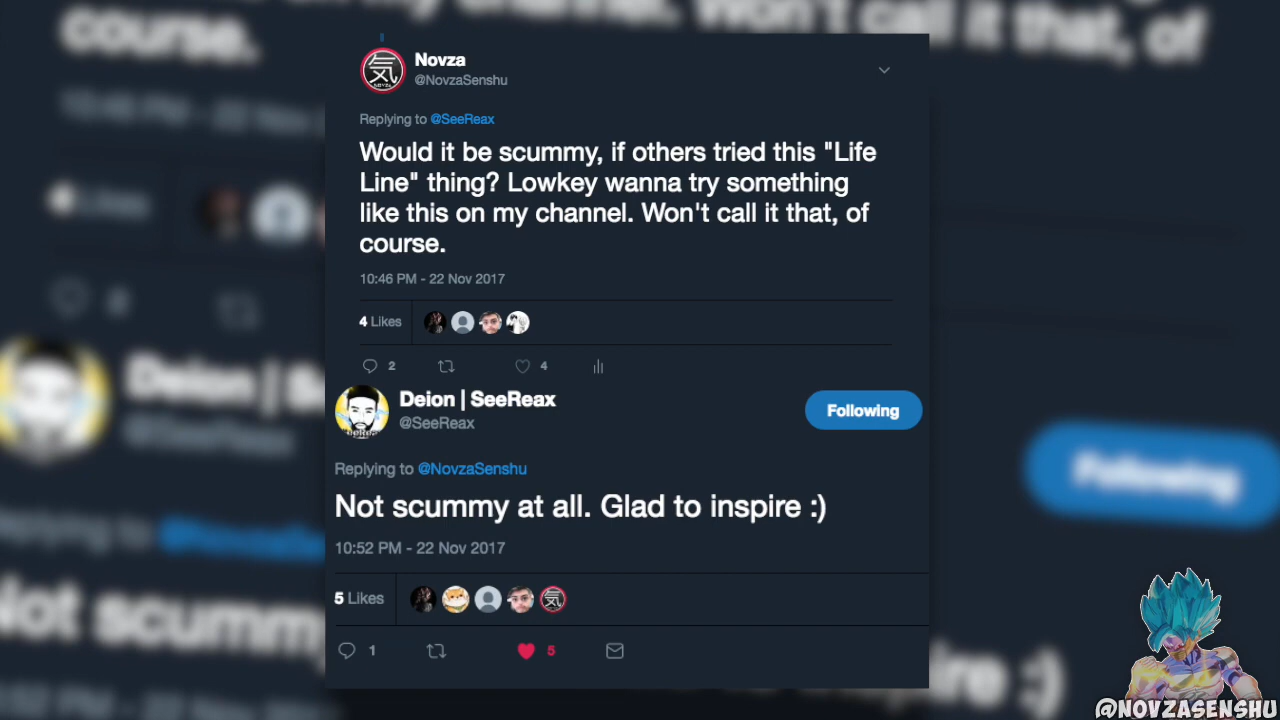 Novza
@NovzaSenshu
Replying to @SeeReax
Would it be scummy, if others tried this "Life
Line" thing? Lowkey wanna try something
like this on my channel. Won't call it that, of
course.
10:46 PM - 22 Nov 2017
4 Likes
2 4
Deion | SeeReax
@SeeReax
Following
Replying to @NovzaSenshu
Not scummy at all. Glad to inspire :)
10:52 PM - 22 Nov 2017
5 Likes
1 5
@NOVZASENSHU